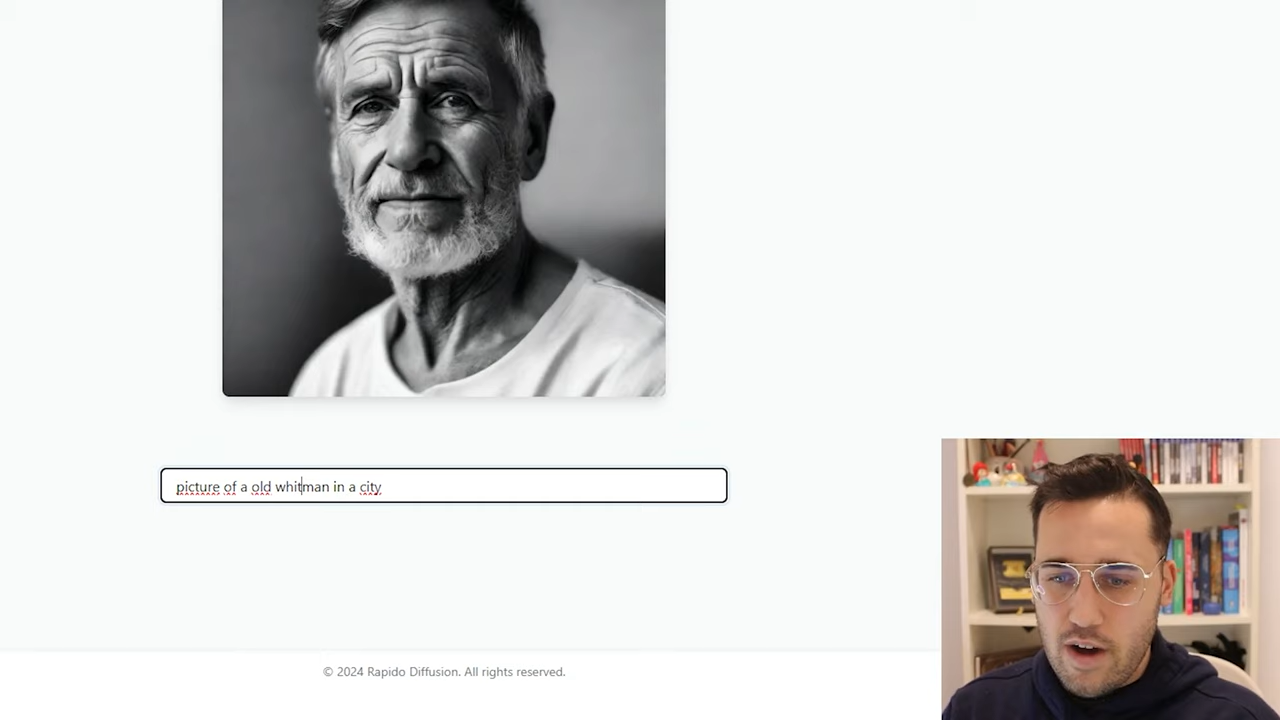 picture of a old whitman in a city
© 2024 Rapido Diffusion. All rights reserved.